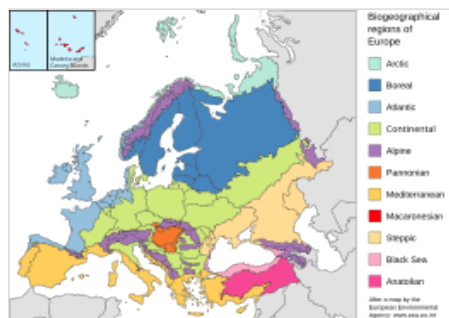 Azores
Madeira and
Canary Islands
Biogeographical
regions of
Europe
Arctic
Boreal
Atlantic
Continental
Alpine
Pannonian
Mediterranean
Macaronesian
Steppic
Black Sea
Anatolian
After a map by the
European Environmental
Agency: www.eea.eu.int